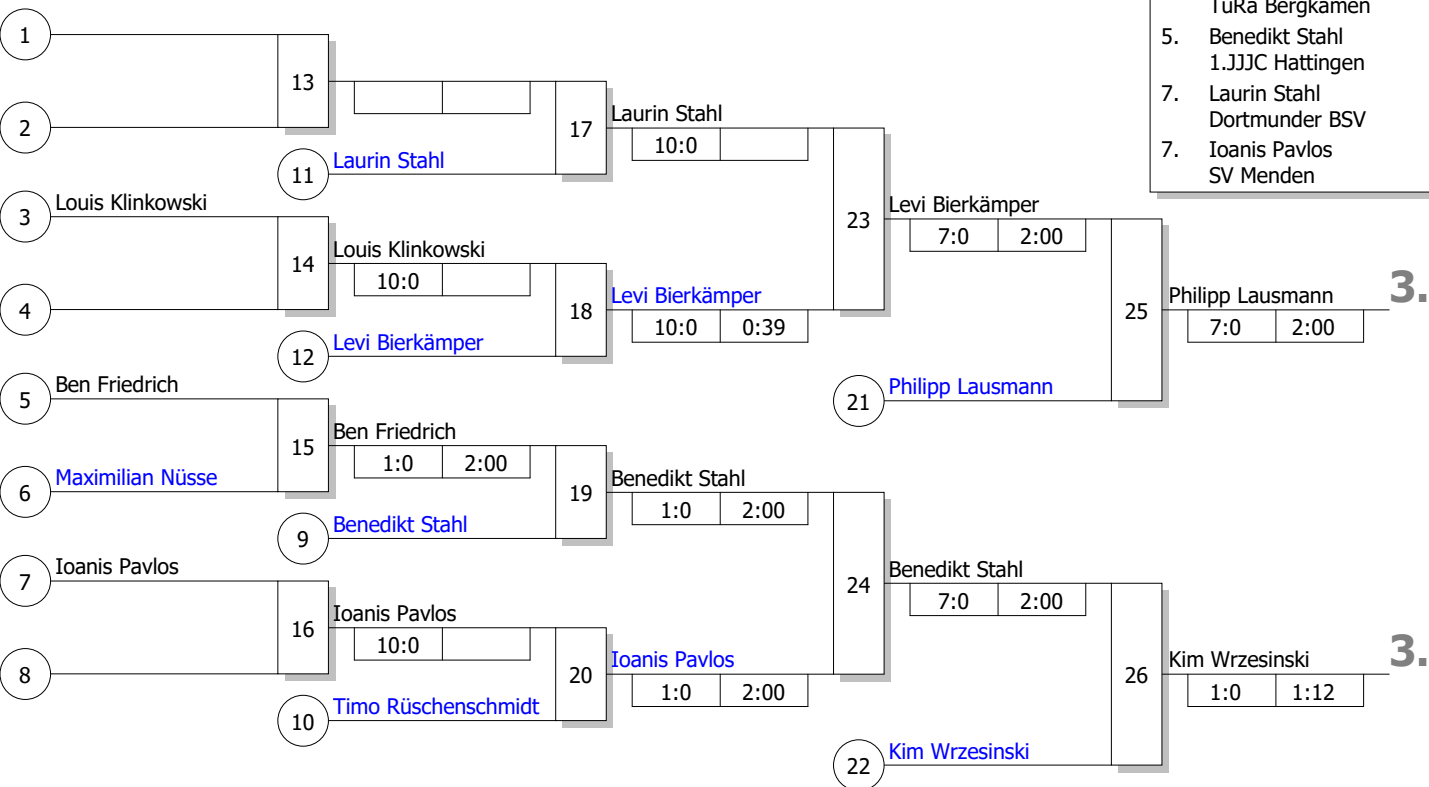 TuRa Bergkamen
5. Benedikt Stahl
1.JJJC Hattingen
7. Laurin Stahl
Dortmunder BSV
7. Ioanis Pavlos
SV Menden
1
13
2
17
Laurin Stahl
10:0
11
Laurin Stahl
3
Louis Klinkowski
23
Levi Bierkämper
7:0 2:00
14
Louis Klinkowski
10:0
4
18
Levi Bierkämper
10:0 0:39
12
Levi Bierkämper
25
Philipp Lausmann
7:0 2:00
3.
5
Ben Friedrich
21
Philipp Lausmann
15
Ben Friedrich
1:0 2:00
6
Maximilian Nüsse
19
Benedikt Stahl
1:0 2:00
9
Benedikt Stahl
7
Ioanis Pavlos
24
Benedikt Stahl
7:0 2:00
16
Ioanis Pavlos
10:0
8
20
Ioanis Pavlos
1:0 2:00
10
Timo Rüschenschmidt
26
Kim Wrzesinski
1:0 1:12
3.
22
Kim Wrzesinski